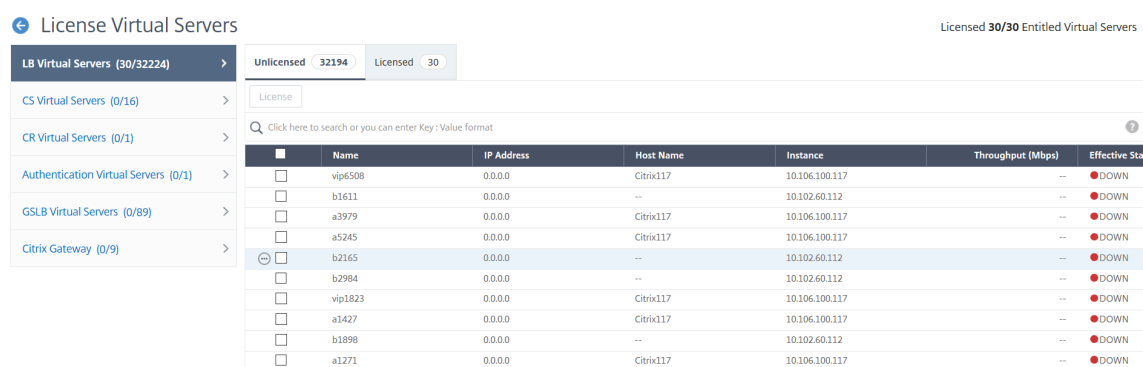 License Virtual Servers
Licensed 30/30 Entitled Virtual Servers
LB Virtual Servers (30/32224)
CS Virtual Servers (0/16)
CR Virtual Servers (0/1)
Authentication Virtual Servers (0/1)
GSLB Virtual Servers (0/89)
Citrix Gateway (0/9)
Unlicensed 32194 Licensed 30
License
Click here to search or you can enter Key : Value format
?
Name IP Address Host Name Instance Throughput (Mbps) Effective Sta
vip6508 0.0.0.0 Citrix117 10.106.100.117 -- DOWN
b1611 0.0.0.0 -- 10.102.60.112 -- DOWN
a3979 0.0.0.0 Citrix117 10.106.100.117 -- DOWN
a5245 0.0.0.0 Citrix117 10.106.100.117 -- DOWN
b2165 0.0.0.0 -- 10.102.60.112 -- DOWN
b2984 0.0.0.0 -- 10.102.60.112 -- DOWN
vip1823 0.0.0.0 Citrix117 10.106.100.117 -- DOWN
a1427 0.0.0.0 Citrix117 10.106.100.117 -- DOWN
b1898 0.0.0.0 -- 10.102.60.112 -- DOWN
a1271 0.0.0.0 Citrix117 10.106.100.117 -- DOWN